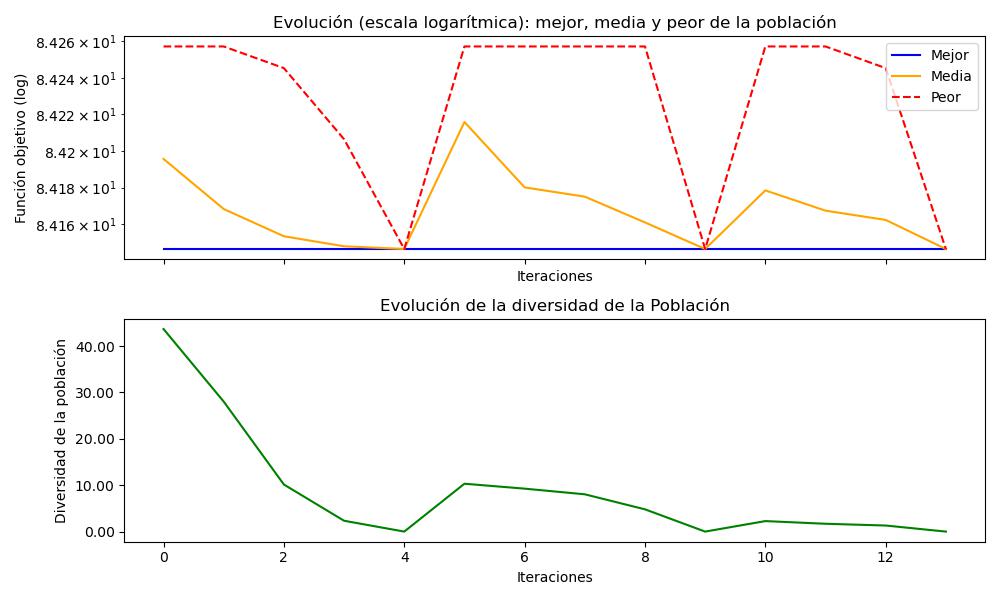 Evolución (escala logarítmica): mejor, media y peor de la población
Función objetivo (log)
8.426 × 10¹
8.424 × 10¹
8.422 × 10¹
8.42 × 10¹
8.418 × 10¹
8.416 × 10¹
Mejor
Media
Peor
Iteraciones
Evolución de la diversidad de la Población
Diversidad de la población
40.00
30.00
20.00
10.00
0.00
0 2 4 6 8 10 12
Iteraciones